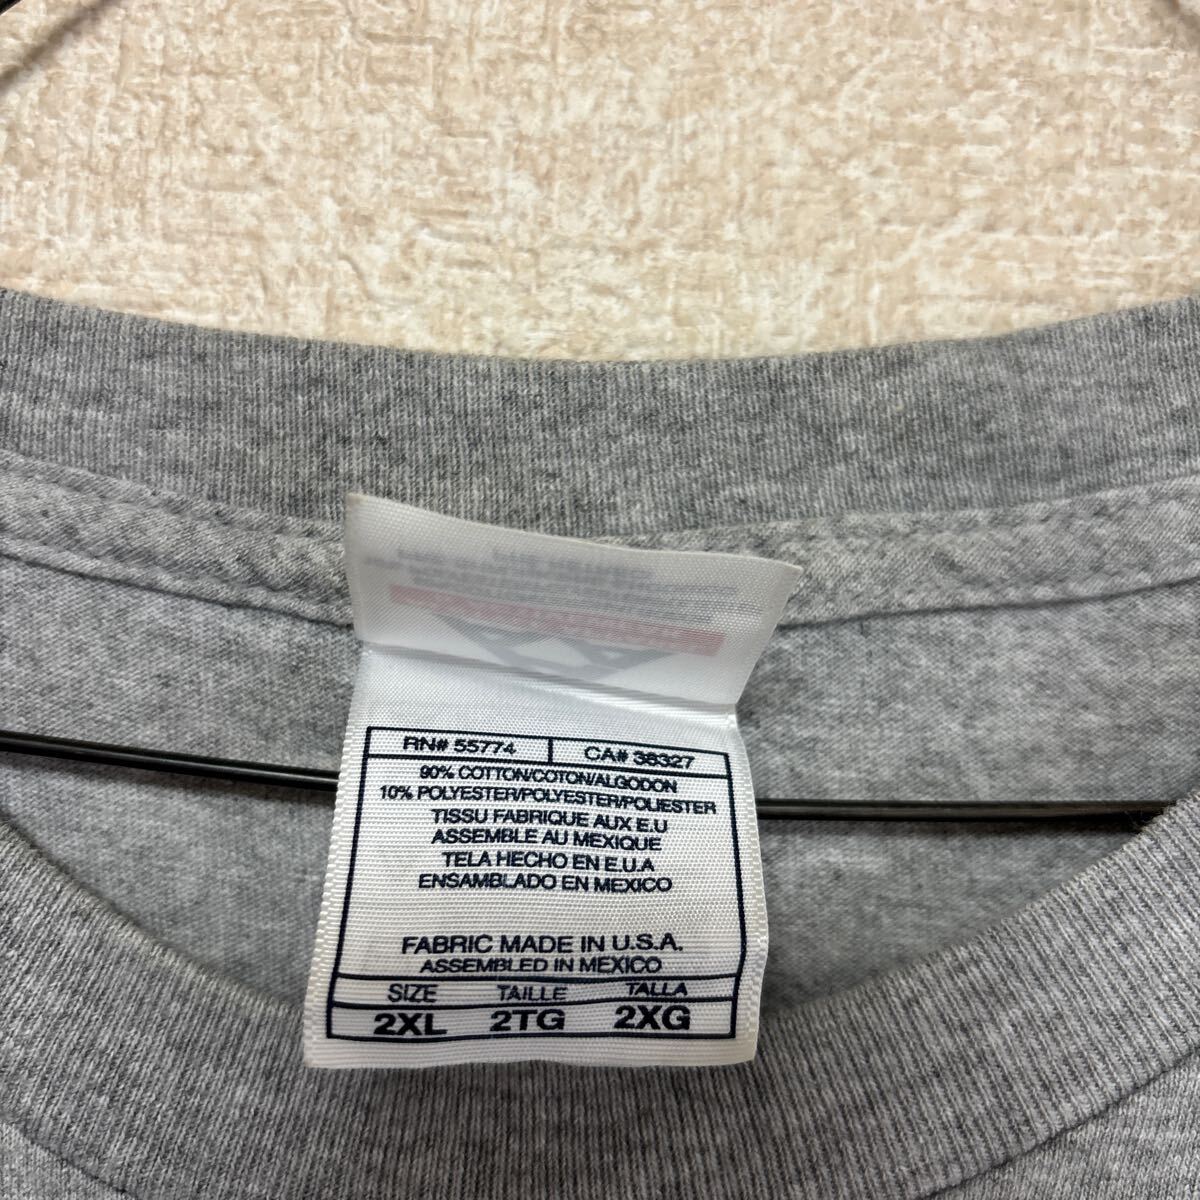 RN# 55774 CA# 36327
90% COTTON/COTON/ALGODON
10% POLYESTER/POLYESTER/POLIESTER
TISSU FABRIQUE AUX E.U
ASSEMBLE AU MEXIQUE
TELA HECHO EN E.U.A
ENSAMBLADO EN MEXICO
FABRIC MADE IN U.S.A.
ASSEMBLED IN MEXICO
SIZE TAILLE TALLA
2XL 2TG 2XG